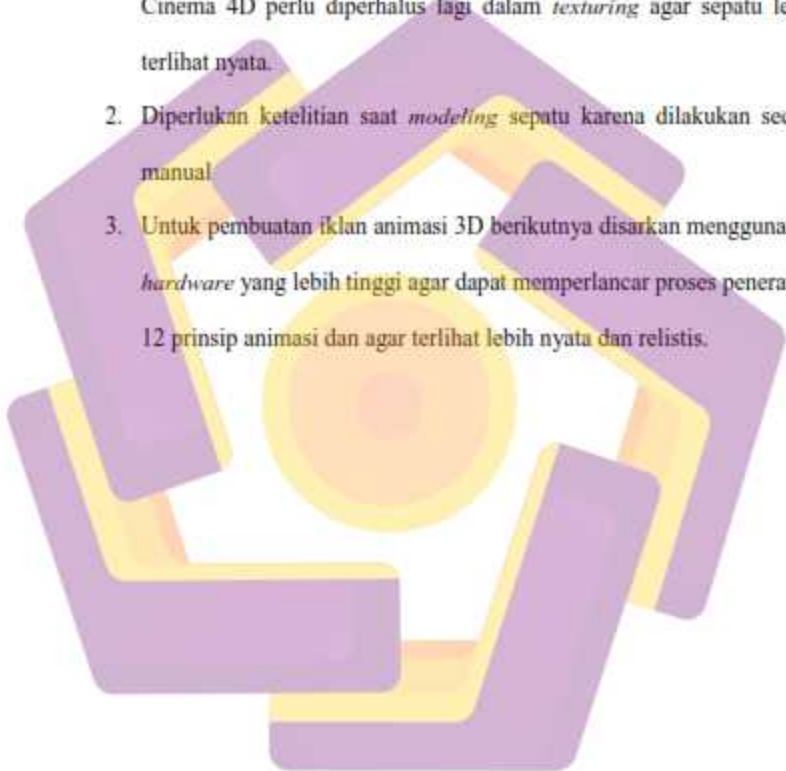 Cinema 4D perlu diperhalus lagi dalam texturing agar sepatu le
terlihat nyata.
2. Diperlukan ketelitian saat modeling sepatu karena dilakukan sec
manual
3. Untuk pembuatan iklan animasi 3D berikutnya disarkan mengguna
hardware yang lebih tinggi agar dapat memperlancar proses penera
12 prinsip animasi dan agar terlihat lebih nyata dan relistis.